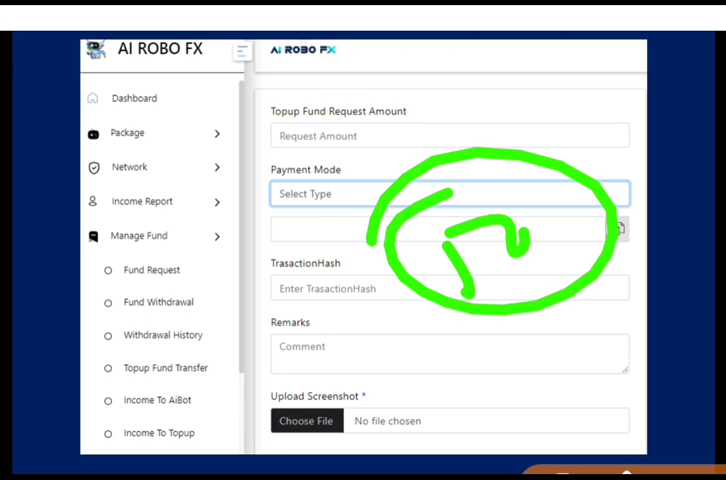 AI ROBO FX
AI ROBO FX
Dashboard
Package
Network
Income Report
Manage Fund
Fund Request
Fund Withdrawal
Withdrawal History
Topup Fund Transfer
Income To AiBot
Income To Topup
Topup Fund Request Amount
Request Amount
Payment Mode
Select Type
TrasactionHash
Enter TrasactionHash
Remarks
Comment
Upload Screenshot *
Choose File No file chosen